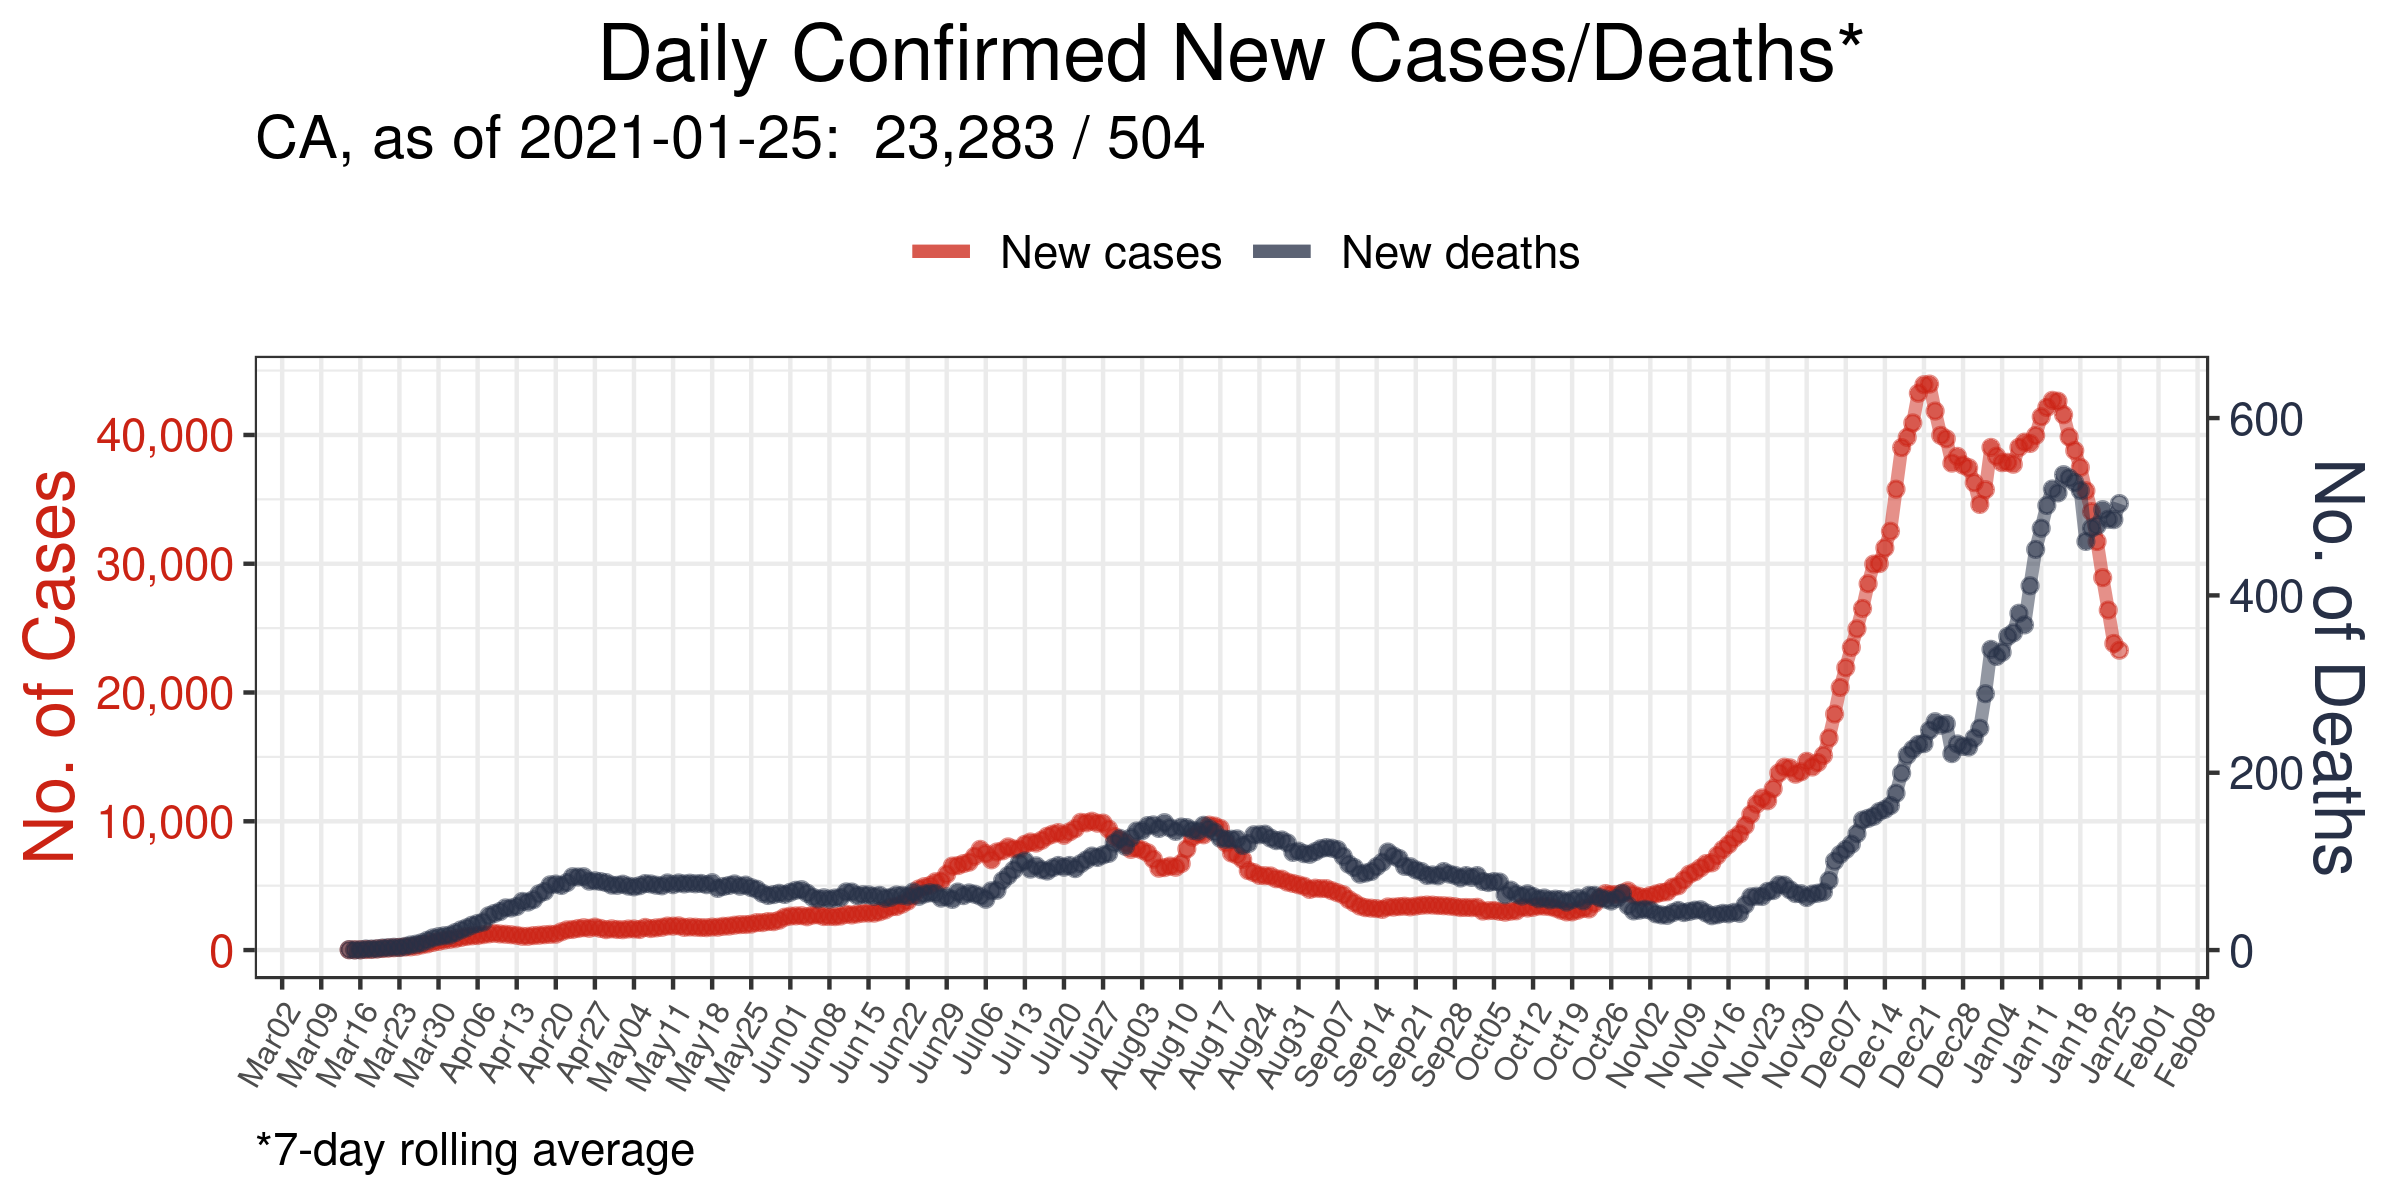 Daily Confirmed New Cases/Deaths*
CA, as of 2021-01-25:  23,283 / 504
New cases
New deaths
No. of Cases
40,000
30,000
20,000
10,000
0
600
400
200
0
No. of Deaths
Mar02
Mar09
Mar16
Mar23
Mar30
Apr06
Apr13
Apr20
Apr27
May04
May11
May18
May25
Jun01
Jun08
Jun15
Jun22
Jun29
Jul06
Jul13
Jul20
Jul27
Aug03
Aug10
Aug17
Aug24
Aug31
Sep07
Sep14
Sep21
Sep28
Oct05
Oct12
Oct19
Oct26
Nov02
Nov09
Nov16
Nov23
Nov30
Dec07
Dec14
Dec21
Dec28
Jan04
Jan11
Jan18
Jan25
Feb01
Feb08
*7-day rolling average